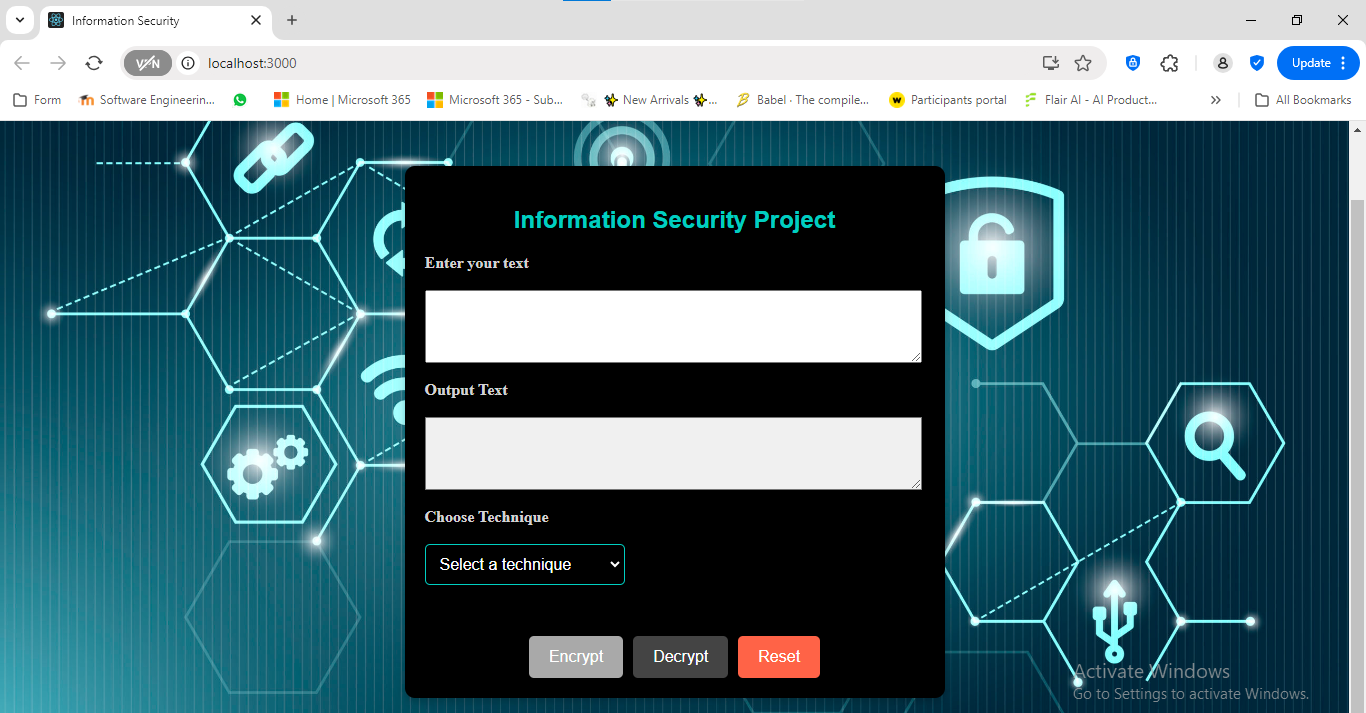 Information Security
VPN
localhost:3000
Update
Form
Software Engineerin...
Home | Microsoft 365
Microsoft 365 - Sub...
New Arrivals
...
Babel · The compile...
Participants portal
Flair AI - AI Product...
All Bookmarks
Information Security Project
Enter your text
Output Text
Choose Technique
Select a technique
Encrypt
Decrypt
Reset
Activate Windows
Go to Settings to activate Windows.